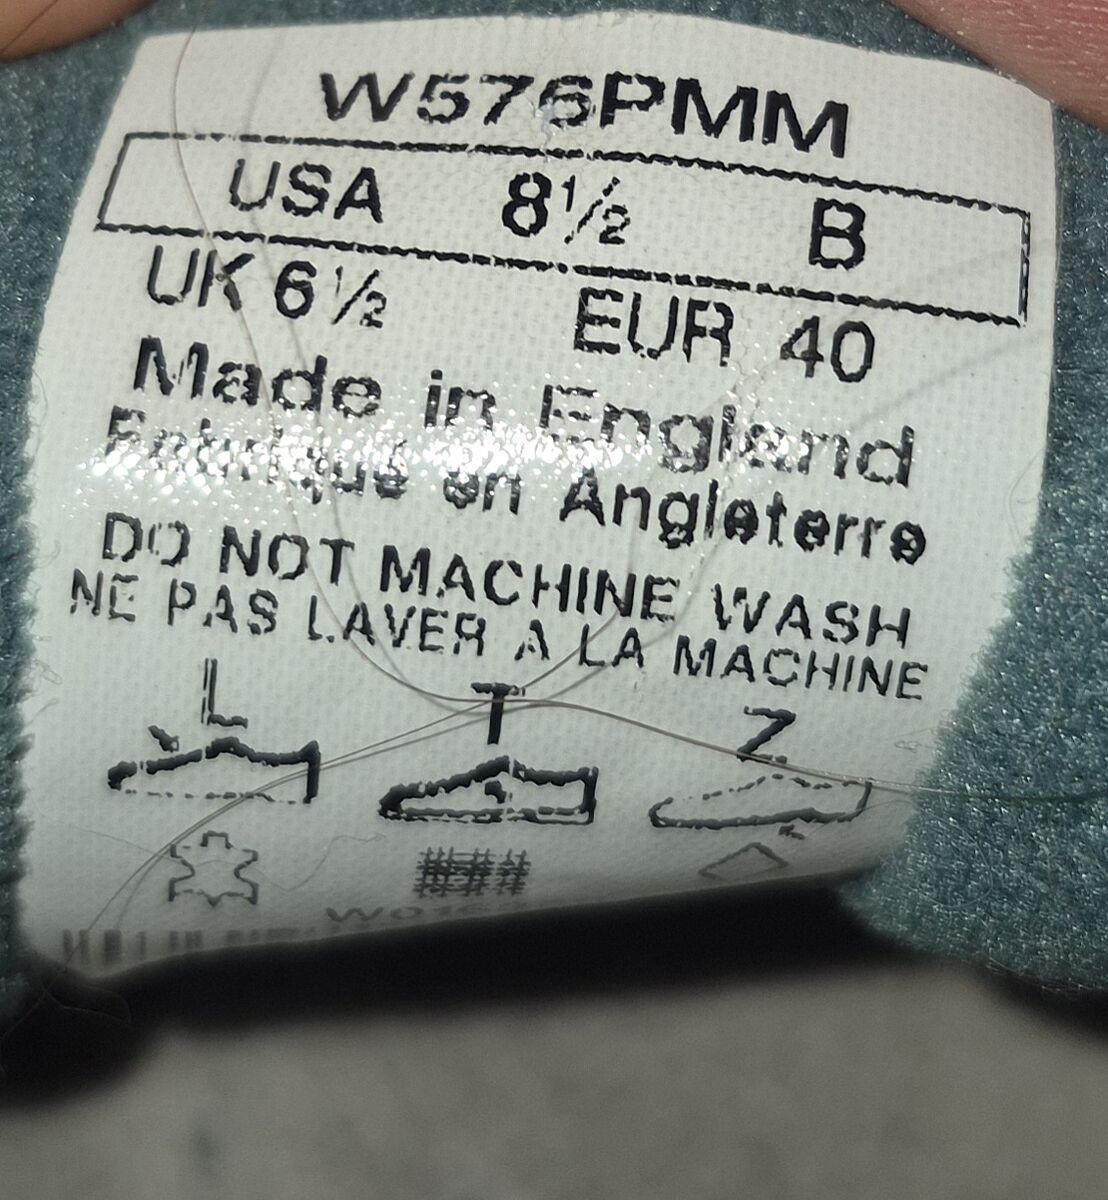 W576PMM
USA 8½ B
UK 6½ EUR 40
Made in England
Fabriqué en Angleterre
DO NOT MACHINE WASH
NE PAS LAVER A LA MACHINE
L T Z